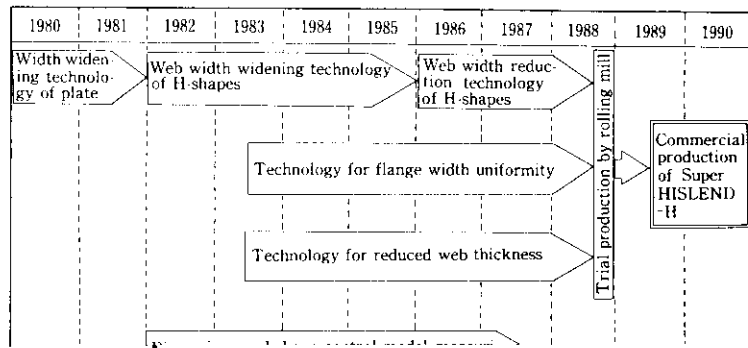 1980 1981 1982 1983 1984 1985 1986 1987 1988 1989 1990
Width widen
ing technolo-
gy of plate
Web width widening technology
of H-shapes
Web width reduc-
tion technology
of H-shapes
Technology for flange width uniformity
Technology for reduced web thickness
Trial production by rolling mill
Commercial
production
of Super
HISLEND
-H